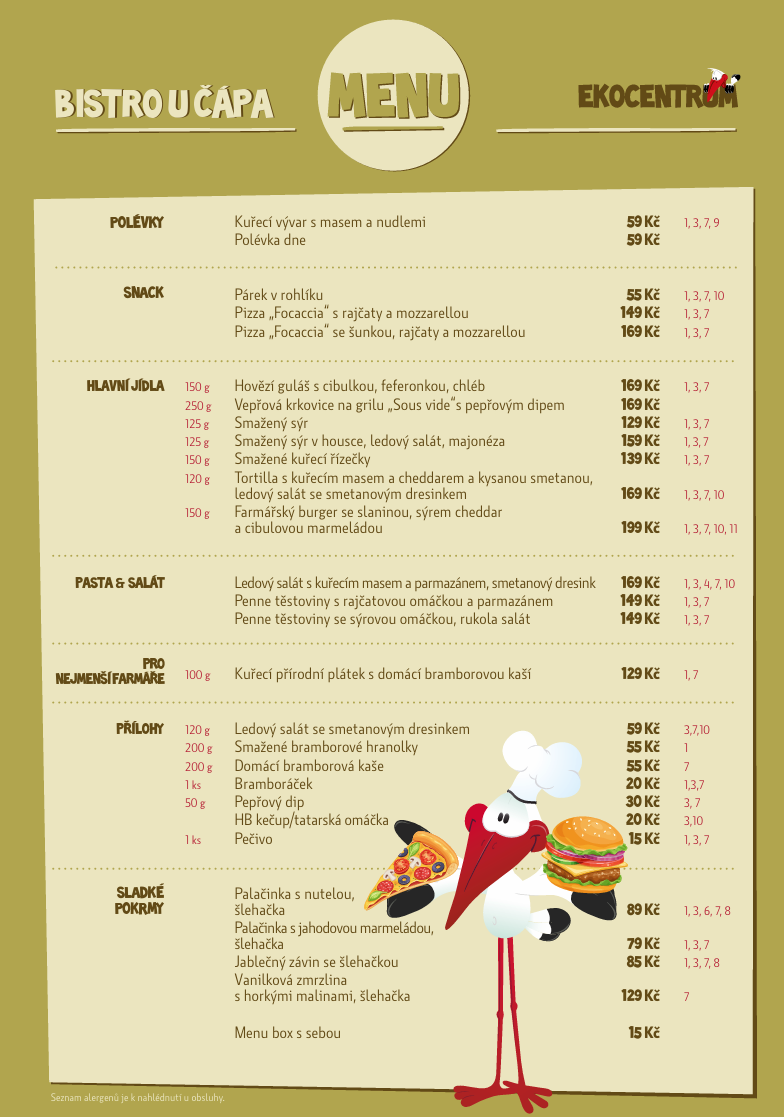 BISTRO U ČÁPA
MENU
EKOCENTRUM
POLÉVKY
Kuřecí vývar s masem a nudlemi 59 Kč 1, 3, 7, 9
Polévka dne 59 Kč
SNACK
Párek v rohlíku 55 Kč 1, 3, 7, 10
Pizza „Focaccia“ s rajčaty a mozzarellou 149 Kč 1, 3, 7
Pizza „Focaccia“ se šunkou, rajčaty a mozzarellou 169 Kč 1, 3, 7
HLAVNÍ JÍDLA
150 g Hovězí guláš s cibulkou, feferonkou, chléb 169 Kč 1, 3, 7
250 g Vepřová krkovice na grilu „Sous vide“s pepřovým dipem 169 Kč
125 g Smažený sýr 129 Kč 1, 3, 7
125 g Smažený sýr v housce, ledový salát, majonéza 159 Kč 1, 3, 7
150 g Smažené kuřecí řízečky 139 Kč 1, 3, 7
120 g Tortilla s kuřecím masem a cheddarem a kysanou smetanou,
ledový salát se smetanovým dresinkem 169 Kč 1, 3, 7, 10
150 g Farmářský burger se slaninou, sýrem cheddar
a cibulovou marmeládou 199 Kč 1, 3, 7, 10, 11
PASTA & SALÁT
Ledový salát s kuřecím masem a parmazánem, smetanový dresink 169 Kč 1, 3, 4, 7, 10
Penne těstoviny s rajčatovou omáčkou a parmazánem 149 Kč 1, 3, 7
Penne těstoviny se sýrovou omáčkou, rukola salát 149 Kč 1, 3, 7
PRO
NEJMENŠÍ FARMÁŘE
100 g Kuřecí přírodní plátek s domácí bramborovou kaší 129 Kč 1, 7
PŘÍLOHY
120 g Ledový salát se smetanovým dresinkem 59 Kč 3,7,10
200 g Smažené bramborové hranolky 55 Kč 1
200 g Domácí bramborová kaše 55 Kč 7
1 ks Bramboráček 20 Kč 1,3,7
50 g Pepřový dip 30 Kč 3, 7
HB kečup/tatarská omáčka 20 Kč 3,10
1 ks Pečivo 15 Kč 1, 3, 7
SLADKÉ
POKRMY
Palačinka s nutelou,
šlehačka 89 Kč 1, 3, 6, 7, 8
Palačinka s jahodovou marmeládou,
šlehačka 79 Kč 1, 3, 7
Jablečný závin se šlehačkou 85 Kč 1, 3, 7, 8
Vanilková zmrzlina
s horkými malinami, šlehačka 129 Kč 7
Menu box s sebou 15 Kč
Seznam alergenů je k nahlédnutí u obsluhy.